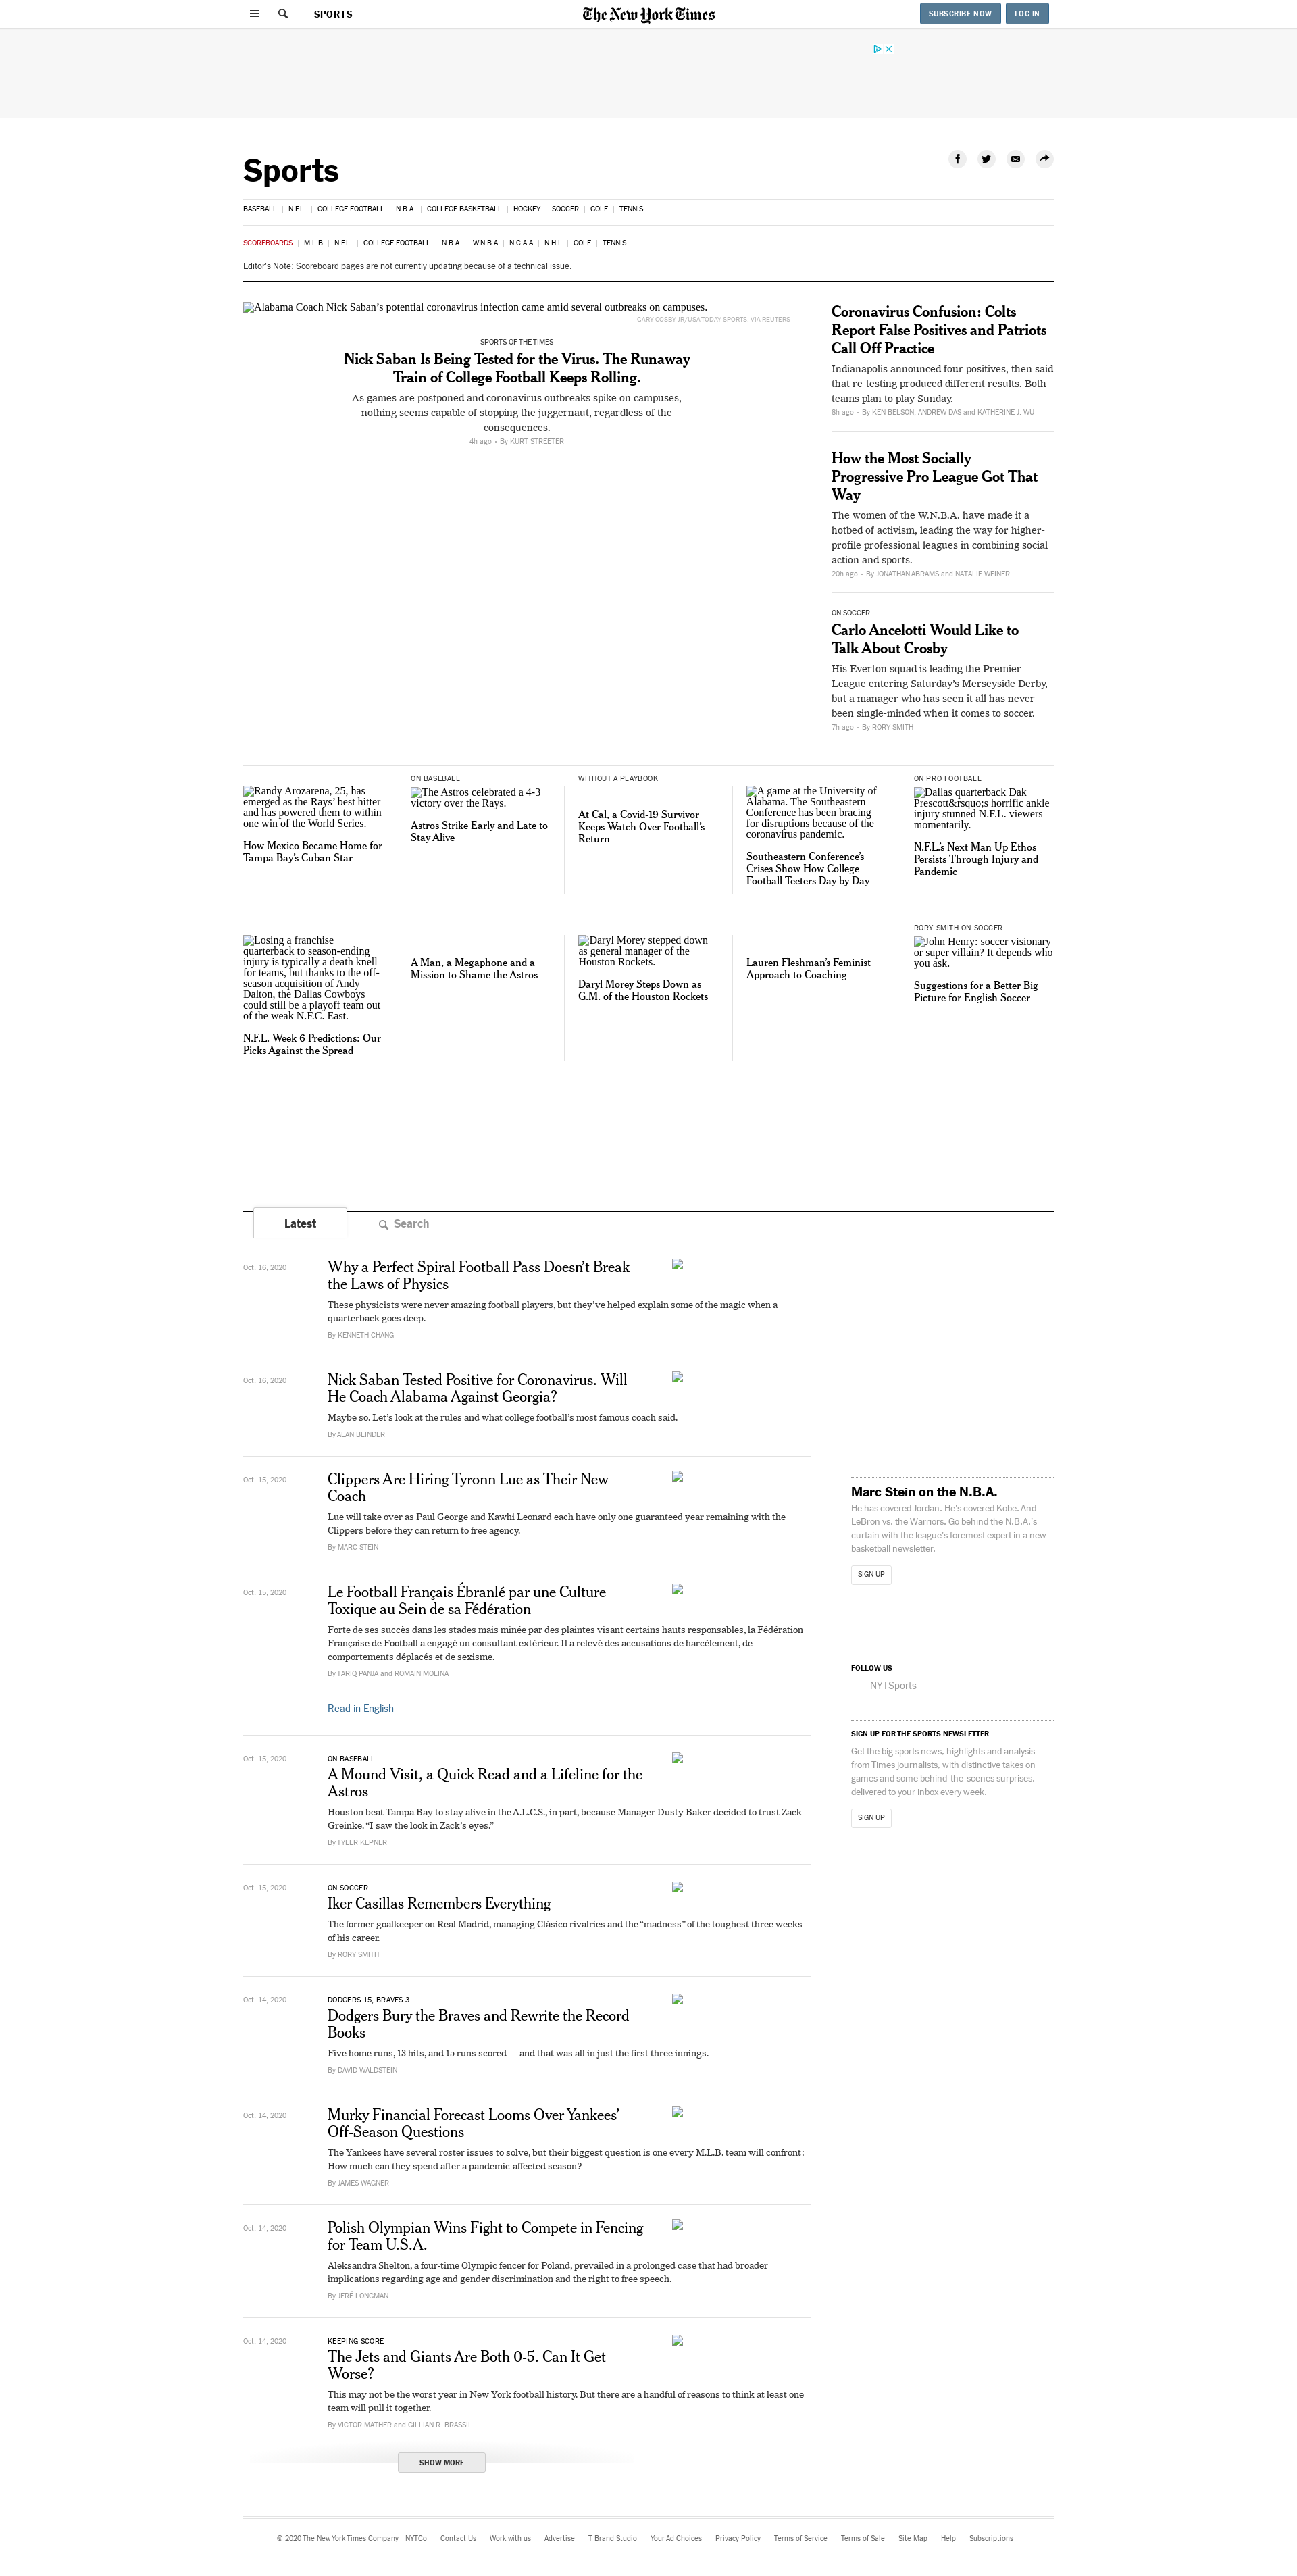 SPORTS
The New York Times
SUBSCRIBE NOW
LOG IN
Sports
BASEBALL
N.F.L.
COLLEGE FOOTBALL
N.B.A.
COLLEGE BASKETBALL
HOCKEY
SOCCER
GOLF
TENNIS
SCOREBOARDS
M.L.B
N.F.L.
COLLEGE FOOTBALL
N.B.A.
W.N.B.A
N.C.A.A
N.H.L
GOLF
TENNIS
Editor's Note: Scoreboard pages are not currently updating because of a technical issue.
Alabama Coach Nick Saban’s potential coronavirus infection came amid several outbreaks on campuses.
GARY COSBY JR/USA TODAY SPORTS, VIA REUTERS
SPORTS OF THE TIMES
Nick Saban Is Being Tested for the Virus. The Runaway
Train of College Football Keeps Rolling.
As games are postponed and coronavirus outbreaks spike on campuses,
nothing seems capable of stopping the juggernaut, regardless of the
consequences.
4h ago • By KURT STREETER
Coronavirus Confusion: Colts
Report False Positives and Patriots
Call Off Practice
Indianapolis announced four positives, then said
that re-testing produced different results. Both
teams plan to play Sunday.
8h ago • By KEN BELSON, ANDREW DAS and KATHERINE J. WU
How the Most Socially
Progressive Pro League Got That
Way
The women of the W.N.B.A. have made it a
hotbed of activism, leading the way for higher-
profile professional leagues in combining social
action and sports.
20h ago • By JONATHAN ABRAMS and NATALIE WEINER
ON SOCCER
Carlo Ancelotti Would Like to
Talk About Crosby
His Everton squad is leading the Premier
League entering Saturday’s Merseyside Derby,
but a manager who has seen it all has never
been single-minded when it comes to soccer.
7h ago • By RORY SMITH
Randy Arozarena, 25, has
emerged as the Rays’ best hitter
and has powered them to within
one win of the World Series.
How Mexico Became Home for
Tampa Bay’s Cuban Star
ON BASEBALL
The Astros celebrated a 4-3
victory over the Rays.
Astros Strike Early and Late to
Stay Alive
WITHOUT A PLAYBOOK
At Cal, a Covid-19 Survivor
Keeps Watch Over Football’s
Return
A game at the University of
Alabama. The Southeastern
Conference has been bracing
for disruptions because of the
coronavirus pandemic.
Southeastern Conference’s
Crises Show How College
Football Teeters Day by Day
ON PRO FOOTBALL
Dallas quarterback Dak
Prescott&rsquo;s horrific ankle
injury stunned N.F.L. viewers
momentarily.
N.F.L.’s Next Man Up Ethos
Persists Through Injury and
Pandemic
Losing a franchise
quarterback to season-ending
injury is typically a death knell
for teams, but thanks to the off-
season acquisition of Andy
Dalton, the Dallas Cowboys
could still be a playoff team out
of the weak N.F.C. East.
N.F.L. Week 6 Predictions: Our
Picks Against the Spread
A Man, a Megaphone and a
Mission to Shame the Astros
Daryl Morey stepped down
as general manager of the
Houston Rockets.
Daryl Morey Steps Down as
G.M. of the Houston Rockets
Lauren Fleshman’s Feminist
Approach to Coaching
RORY SMITH ON SOCCER
John Henry: soccer visionary
or super villain? It depends who
you ask.
Suggestions for a Better Big
Picture for English Soccer
Latest
Search
Oct. 16, 2020
Why a Perfect Spiral Football Pass Doesn’t Break
the Laws of Physics
These physicists were never amazing football players, but they’ve helped explain some of the magic when a
quarterback goes deep.
By KENNETH CHANG
Oct. 16, 2020
Nick Saban Tested Positive for Coronavirus. Will
He Coach Alabama Against Georgia?
Maybe so. Let’s look at the rules and what college football’s most famous coach said.
By ALAN BLINDER
Oct. 15, 2020
Clippers Are Hiring Tyronn Lue as Their New
Coach
Lue will take over as Paul George and Kawhi Leonard each have only one guaranteed year remaining with the
Clippers before they can return to free agency.
By MARC STEIN
Oct. 15, 2020
Le Football Français Ébranlé par une Culture
Toxique au Sein de sa Fédération
Forte de ses succès dans les stades mais minée par des plaintes visant certains hauts responsables, la Fédération
Française de Football a engagé un consultant extérieur. Il a relevé des accusations de harcèlement, de
comportements déplacés et de sexisme.
By TARIQ PANJA and ROMAIN MOLINA
Read in English
Oct. 15, 2020
ON BASEBALL
A Mound Visit, a Quick Read and a Lifeline for the
Astros
Houston beat Tampa Bay to stay alive in the A.L.C.S., in part, because Manager Dusty Baker decided to trust Zack
Greinke. “I saw the look in Zack’s eyes.”
By TYLER KEPNER
Oct. 15, 2020
ON SOCCER
Iker Casillas Remembers Everything
The former goalkeeper on Real Madrid, managing Clásico rivalries and the “madness” of the toughest three weeks
of his career.
By RORY SMITH
Oct. 14, 2020
DODGERS 15, BRAVES 3
Dodgers Bury the Braves and Rewrite the Record
Books
Five home runs, 13 hits, and 15 runs scored — and that was all in just the first three innings.
By DAVID WALDSTEIN
Oct. 14, 2020
Murky Financial Forecast Looms Over Yankees’
Off-Season Questions
The Yankees have several roster issues to solve, but their biggest question is one every M.L.B. team will confront:
How much can they spend after a pandemic-affected season?
By JAMES WAGNER
Oct. 14, 2020
Polish Olympian Wins Fight to Compete in Fencing
for Team U.S.A.
Aleksandra Shelton, a four-time Olympic fencer for Poland, prevailed in a prolonged case that had broader
implications regarding age and gender discrimination and the right to free speech.
By JERÉ LONGMAN
Oct. 14, 2020
KEEPING SCORE
The Jets and Giants Are Both 0-5. Can It Get
Worse?
This may not be the worst year in New York football history. But there are a handful of reasons to think at least one
team will pull it together.
By VICTOR MATHER and GILLIAN R. BRASSIL
SHOW MORE
Marc Stein on the N.B.A.
He has covered Jordan. He’s covered Kobe. And
LeBron vs. the Warriors. Go behind the N.B.A.’s
curtain with the league’s foremost expert in a new
basketball newsletter.
SIGN UP
FOLLOW US
NYTSports
SIGN UP FOR THE SPORTS NEWSLETTER
Get the big sports news, highlights and analysis
from Times journalists, with distinctive takes on
games and some behind-the-scenes surprises,
delivered to your inbox every week.
SIGN UP
© 2020 The New York Times Company
NYTCo
Contact Us
Work with us
Advertise
T Brand Studio
Your Ad Choices
Privacy Policy
Terms of Service
Terms of Sale
Site Map
Help
Subscriptions